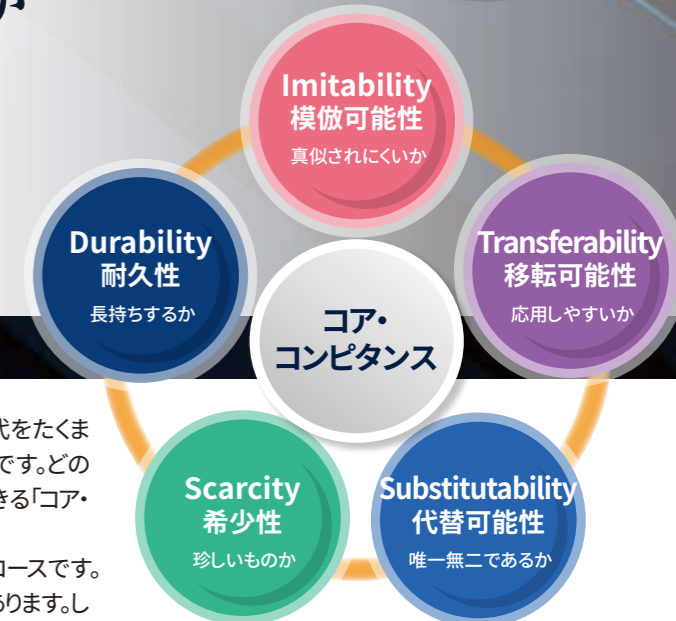 Imitability
模倣可能性
真似されにくいか
Transferability
移転可能性
応用しやすいか
Durability
耐久性
長持ちするか
コア・
コンピタンス
Scarcity
希少性
珍しいものか
Substitutability
代替可能性
唯一無二であるか
代をたくま
です。どの
きる「コア・
コースです。
あります。し